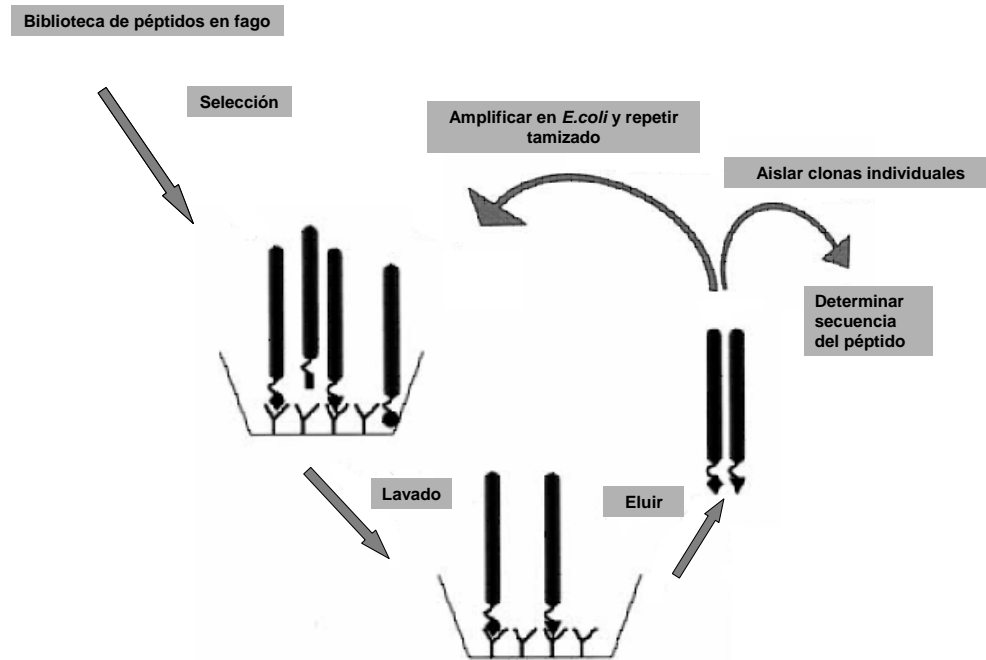 Biblioteca de péptidos en fago
Selección
Amplificar en E.coli y repetir
tamizado
Aislar clonas individuales
Determinar
secuencia
del péptido
Lavado
Eluir